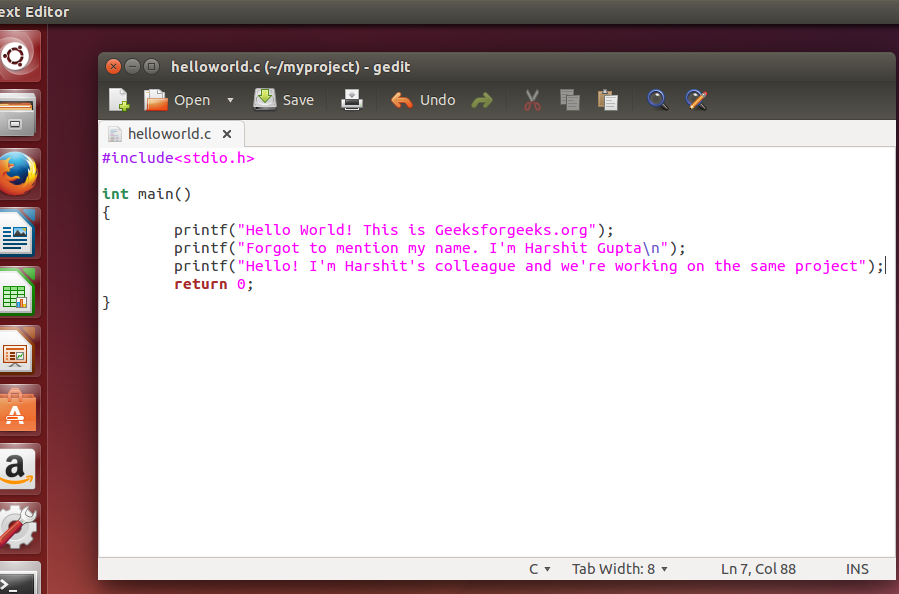 ext Editor
helloworld.c (~/myproject) - gedit
Open Save Undo
helloworld.c
#include<stdio.h>
int main()
{
printf("Hello World! This is Geeksforgeeks.org");
printf("Forgot to mention my name. I'm Harshit Gupta\n");
printf("Hello! I'm Harshit's colleague and we're working on the same project");
return 0;
}
C Tab Width: 8 Ln 7, Col 88 INS